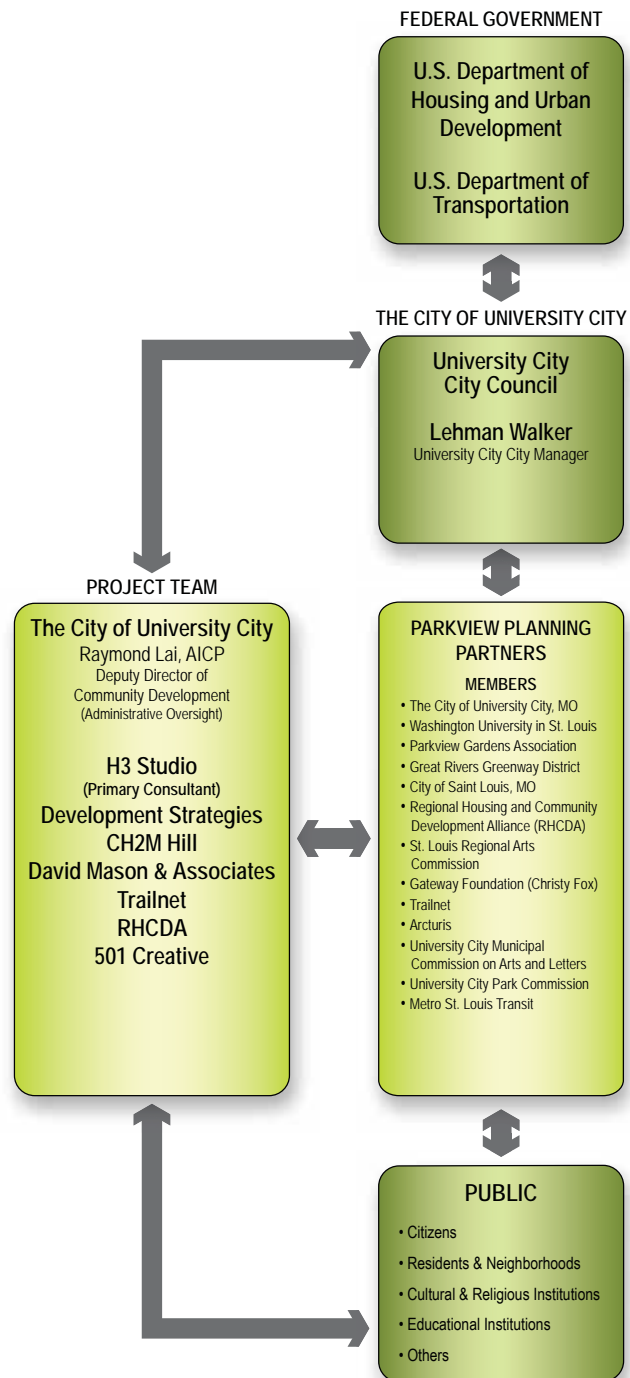 FEDERAL GOVERNMENT
U.S. Department of
Housing and Urban
Development
U.S. Department of
Transportation
THE CITY OF UNIVERSITY CITY
University City
City Council
Lehman Walker
University City City Manager
PROJECT TEAM
The City of University City
Raymond Lai, AICP
Deputy Director of
Community Development
(Administrative Oversight)
H3 Studio
(Primary Consultant)
Development Strategies
CH2M Hill
David Mason & Associates
Trailnet
RHCDA
501 Creative
PARKVIEW PLANNING
PARTNERS
MEMBERS
• The City of University City, MO
• Washington University in St. Louis
• Parkview Gardens Association
• Great Rivers Greenway District
• City of Saint Louis, MO
• Regional Housing and Community
Development Alliance (RHCDA)
• St. Louis Regional Arts
Commission
• Gateway Foundation (Christy Fox)
• Trailnet
• Arcturis
• University City Municipal
Commission on Arts and Letters
• University City Park Commission
• Metro St. Louis Transit
PUBLIC
• Citizens
• Residents & Neighborhoods
• Cultural & Religious Institutions
• Educational Institutions
• Others